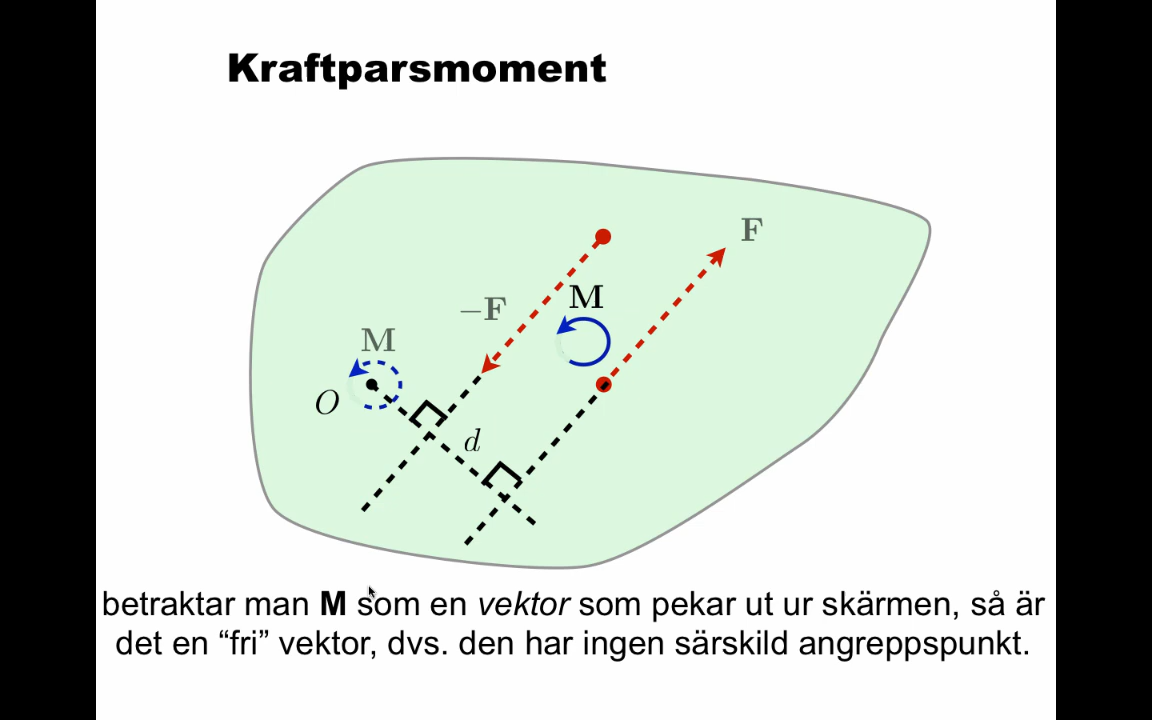 Kraftparsmoment
F
M
−F
M
O
d
betraktar man M som en vektor som pekar ut ur skärmen, så är
det en “fri” vektor, dvs. den har ingen särskild angreppspunkt.